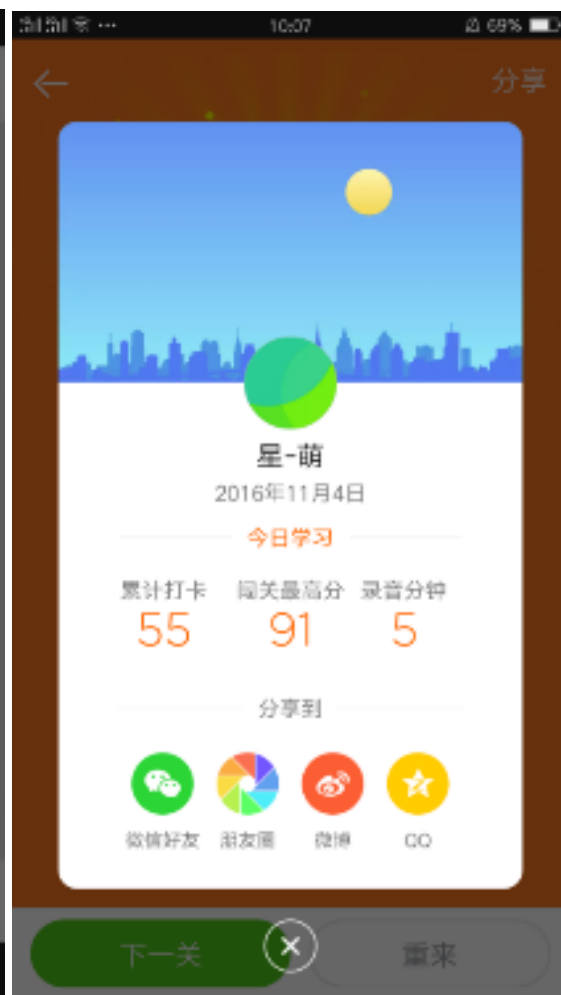 10:07
69%
分享
星-萌
2016年11月4日
今日学习
累计打卡 闯关最高分 录音分钟
55 91 5
分享到
微信好友 朋友圈 微博 QQ
下一关 重来